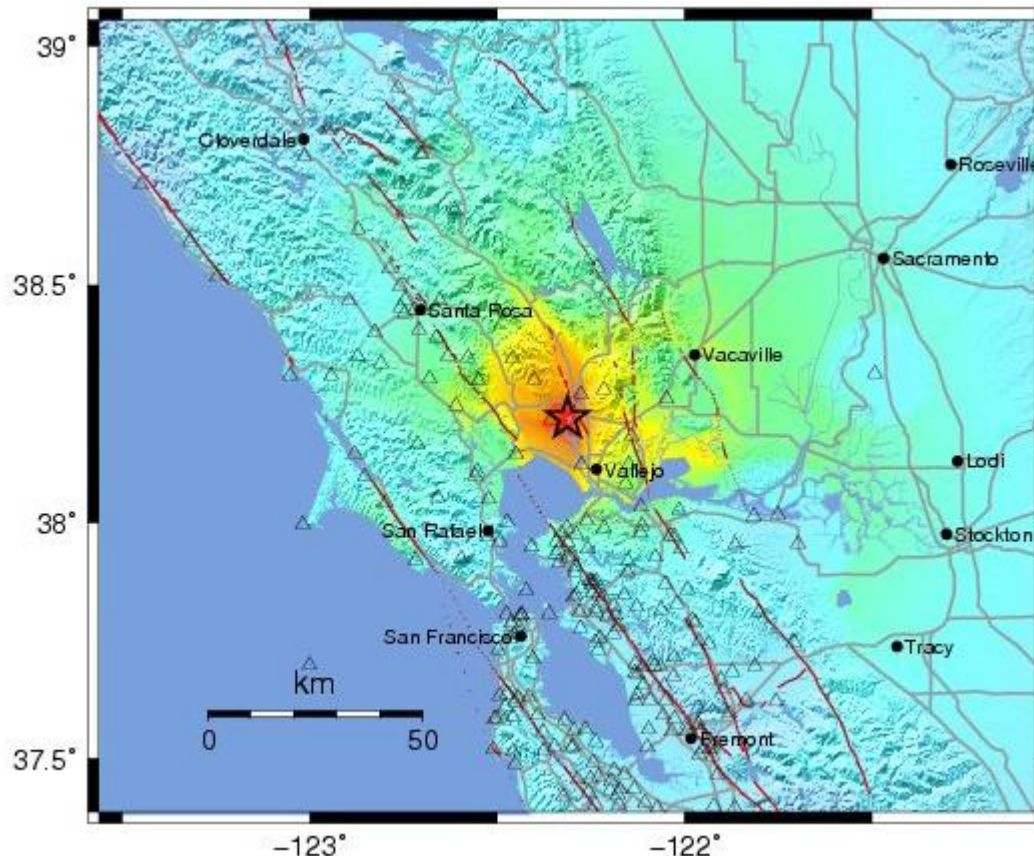 39°
Cloverdale
Roseville
38.5°
Sacramento
Santa Rosa
Vacaville
Vallejo
Lodi
38°
San Rafael
Stockton
San Francisco
Tracy
km
0 50
Fremont
37.5°
-123° -122°